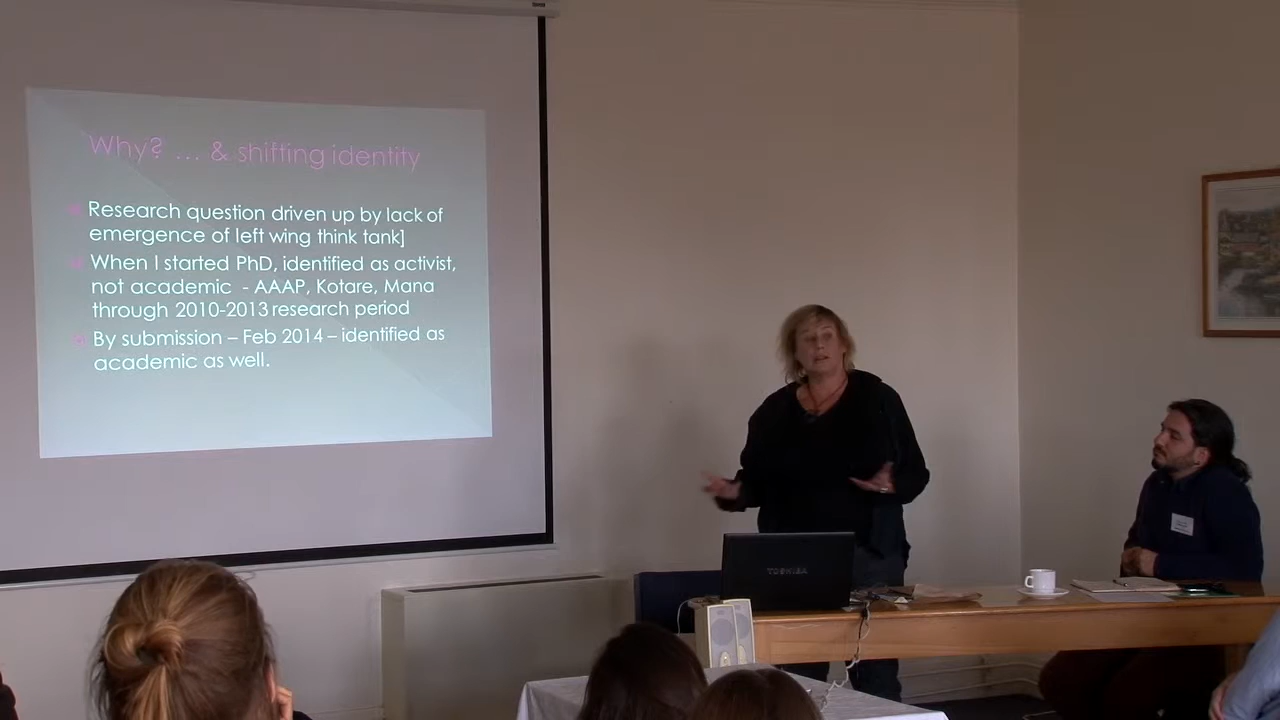 Why? ... & shifting identity
Research question driven up by lack of
emergence of left wing think tank]
When I started PhD, identified as activist,
not academic - AAAP, Kotare, Mana
through 2010-2013 research period
By submission – Feb 2014 – identified as
academic as well.
TOSHIBA